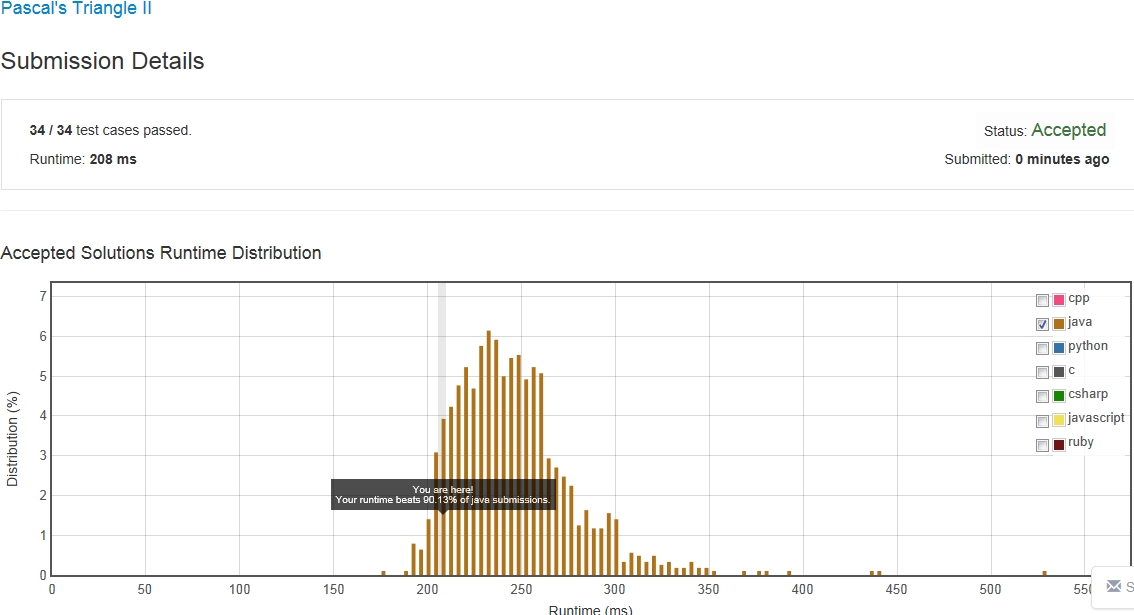 Pascal's Triangle II
Submission Details
34 / 34 test cases passed.
Status: Accepted
Runtime: 208 ms
Submitted: 0 minutes ago
Accepted Solutions Runtime Distribution
7
6
5
4
3
2
1
0
Distribution (%)
cpp
java
python
c
csharp
javascript
ruby
You are here!
Your runtime beats 90.13% of java submissions.
0 50 100 150 200 250 300 350 400 450 500
Runtime (ms)
S